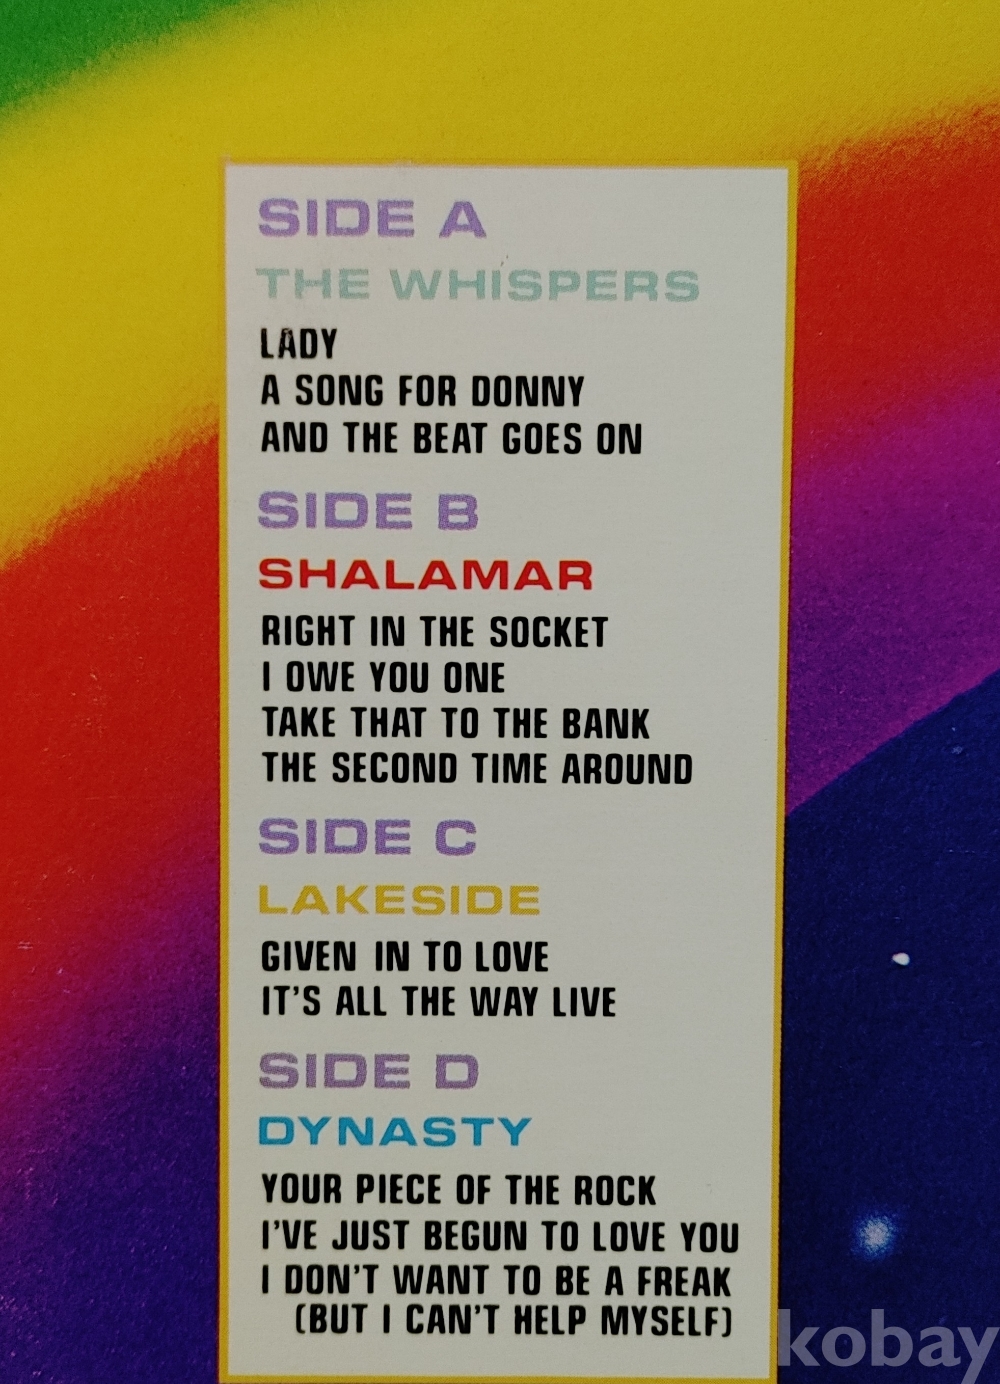 SIDE A
THE WHISPERS
LADY
A SONG FOR DONNY
AND THE BEAT GOES ON
SIDE B
SHALAMAR
RIGHT IN THE SOCKET
I OWE YOU ONE
TAKE THAT TO THE BANK
THE SECOND TIME AROUND
SIDE C
LAKESIDE
GIVEN IN TO LOVE
IT'S ALL THE WAY LIVE
SIDE D
DYNASTY
YOUR PIECE OF THE ROCK
I'VE JUST BEGUN TO LOVE YOU
I DON'T WANT TO BE A FREAK
(BUT I CAN'T HELP MYSELF)
kobay